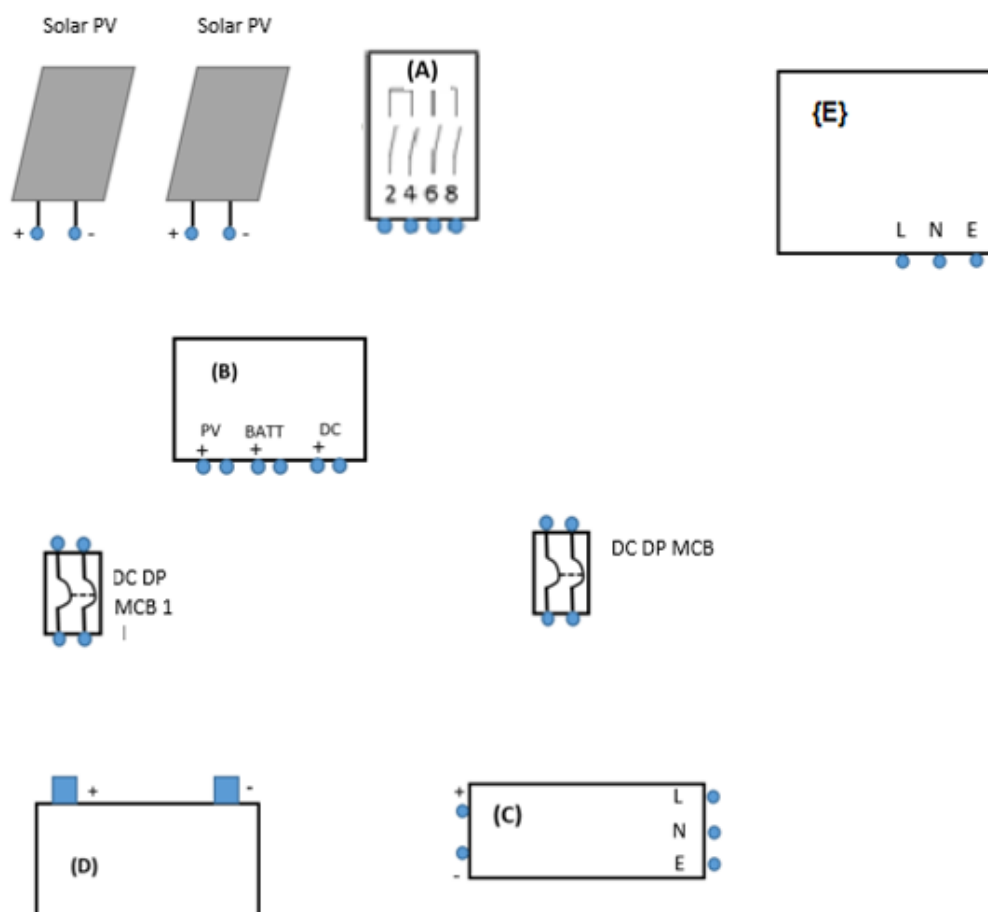 Solar PV
Solar PV
(A)
2 4 6 8
+ -
+ -
{E}
L N E
(B)
PV BATT DC
+ + +
DC DP
MCB 1
DC DP MCB
+ -
(D)
+
-
(C)
L
N
E